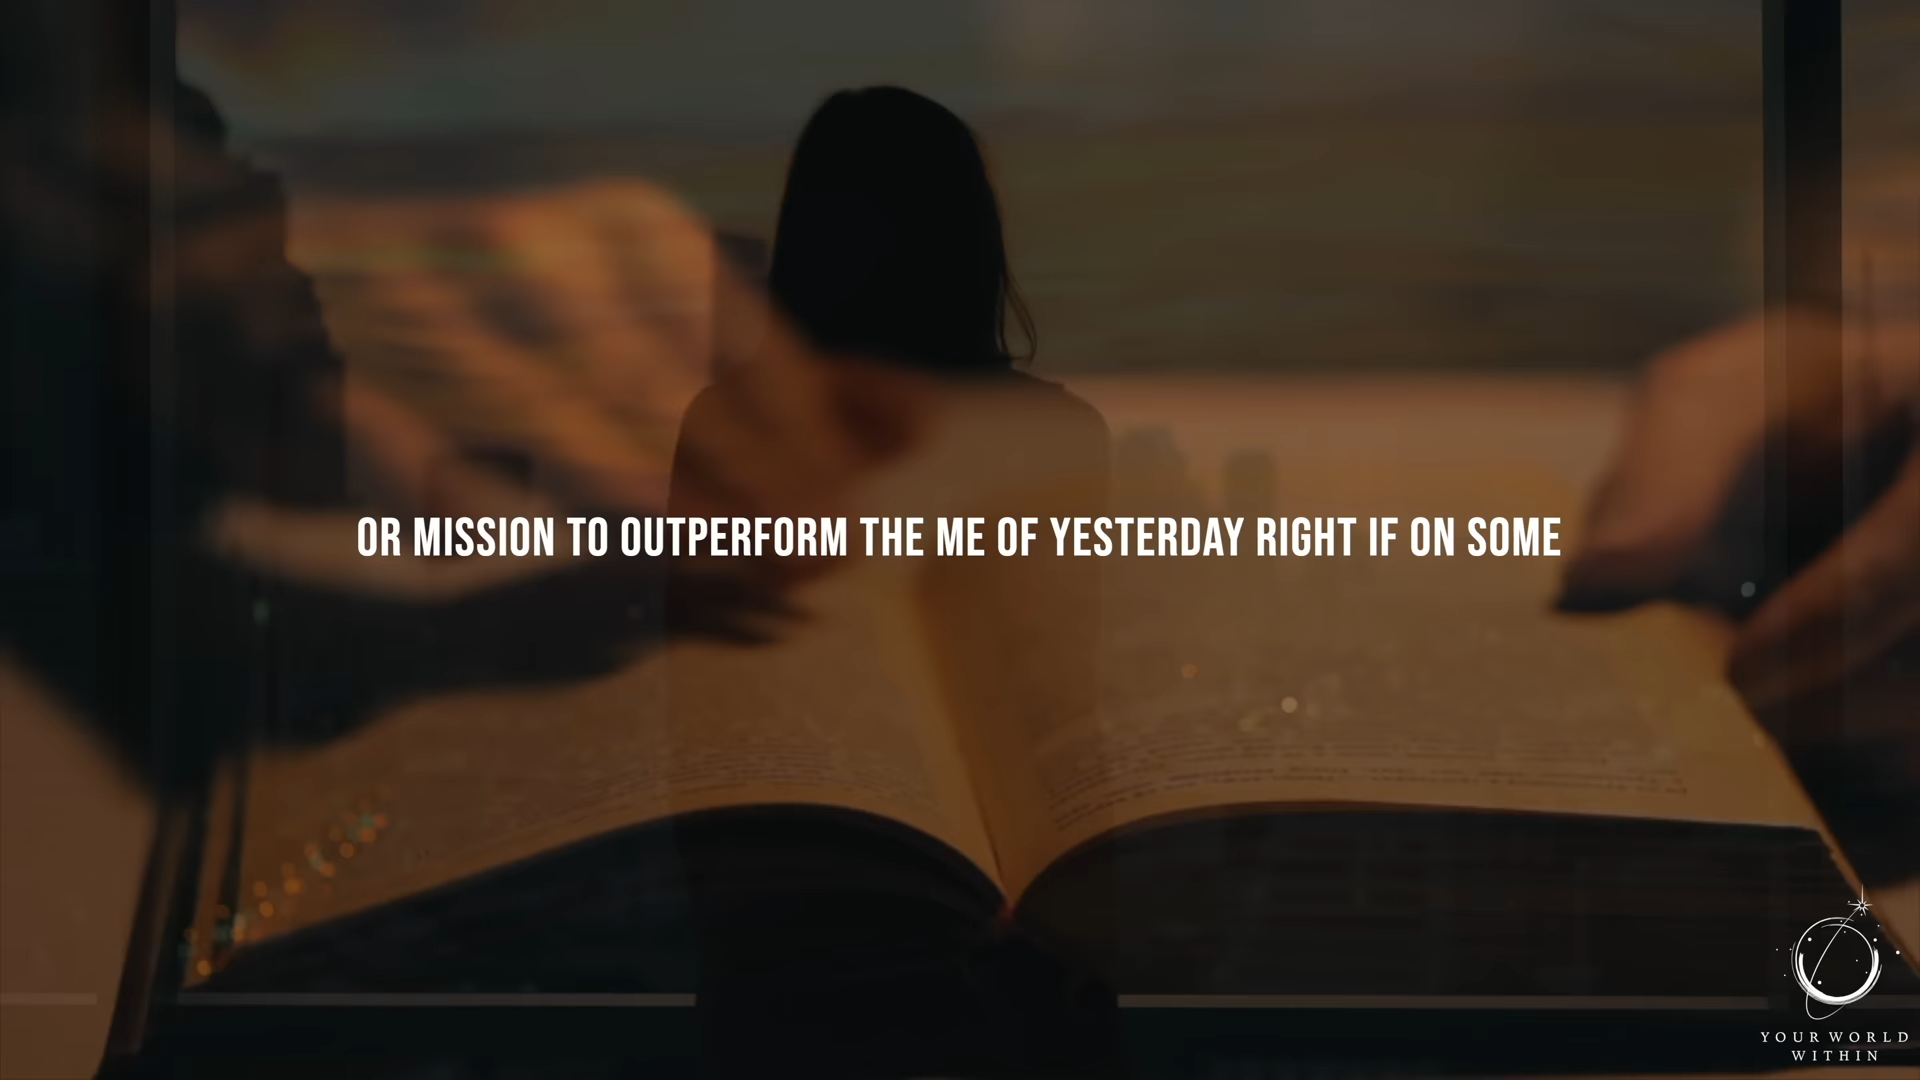 OR MISSION TO OUTPERFORM THE ME OF YESTERDAY RIGHT IF ON SOME
YOUR WORLD
WITHIN